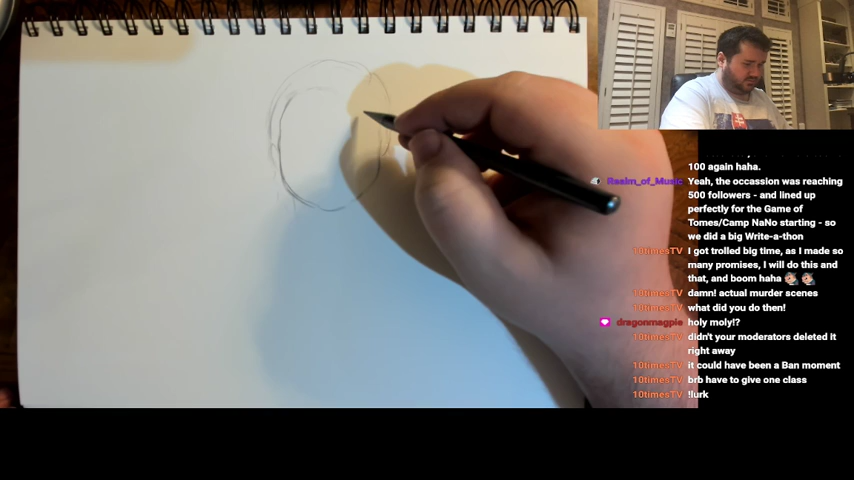 100 again haha.
Realm_of_Music Yeah, the occassion was reaching
500 followers - and lined up
perfectly for the Game of
Tomes/Camp NaNo starting - so
we did a big Write-a-thon
10timesTV I got trolled big time, as I made so
many promises, I will do this and
that, and boom haha
10timesTV damn! actual murder scenes
10timesTV what did you do then!
dragonmagpie holy moly!?
10timesTV didn't your moderators deleted it
right away
10timesTV it could have been a Ban moment
10timesTV brb have to give one class
10timesTV !lurk